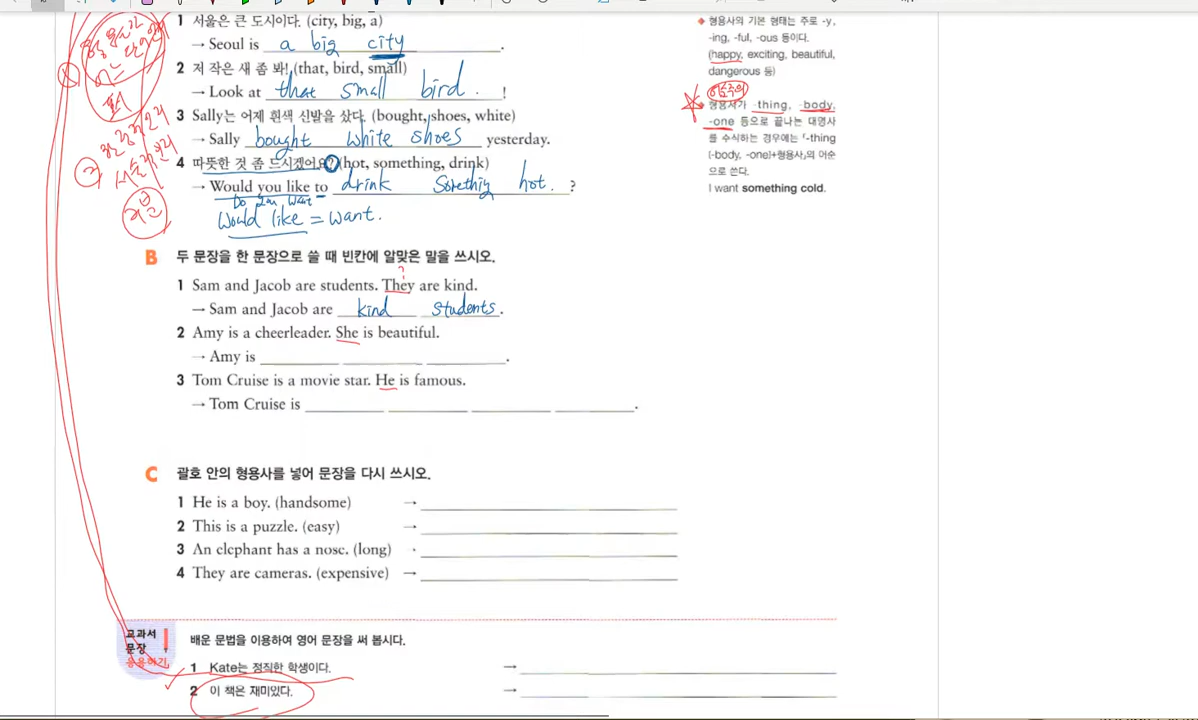 1 서울은 큰 도시이다. (city, big, a)
→ Seoul is a big city.
2 저 작은 새 좀 봐! (that, bird, small)
→ Look at that small bird. !
3 Sally는 어제 흰색 신발을 샀다. (bought, shoes, white)
→ Sally bought white shoes yesterday.
4 따뜻한 것 좀 드시겠어요? (hot, something, drink)
→ Would you like to drink Sorethiy hot. ?
Do you want
Would like = want.
B 두 문장을 한 문장으로 쓸 때 빈칸에 알맞은 말을 쓰시오.
?
1 Sam and Jacob are students. They are kind.
→ Sam and Jacob are kind students.
2 Amy is a cheerleader. She is beautiful.
→ Amy is
3 Tom Cruise is a movie star. He is famous.
→ Tom Cruise is
C 괄호 안의 형용사를 넣어 문장을 다시 쓰시오.
1 He is a boy. (handsome) →
2 This is a puzzle. (easy) →
3 An elephant has a nose. (long)
4 They are cameras. (expensive) →
교과서
문장
응용하기
배운 문법을 이용하여 영어 문장을 써 봅시다.
1 Kate는 정직한 학생이다. →
2 이 책은 재미있다. →
형용사의 기본 형태는 주로 -y,
-ing, -ful, -ous 등이다.
(happy, exciting, beautiful,
dangerous 등)
어순주의
형용사가 -thing, -body,
-one 등으로 끝나는 대명사
를 수식하는 경우에는 「-thing
(-body, -one)+형용사」의 어순
으로 쓴다.
I want something cold.